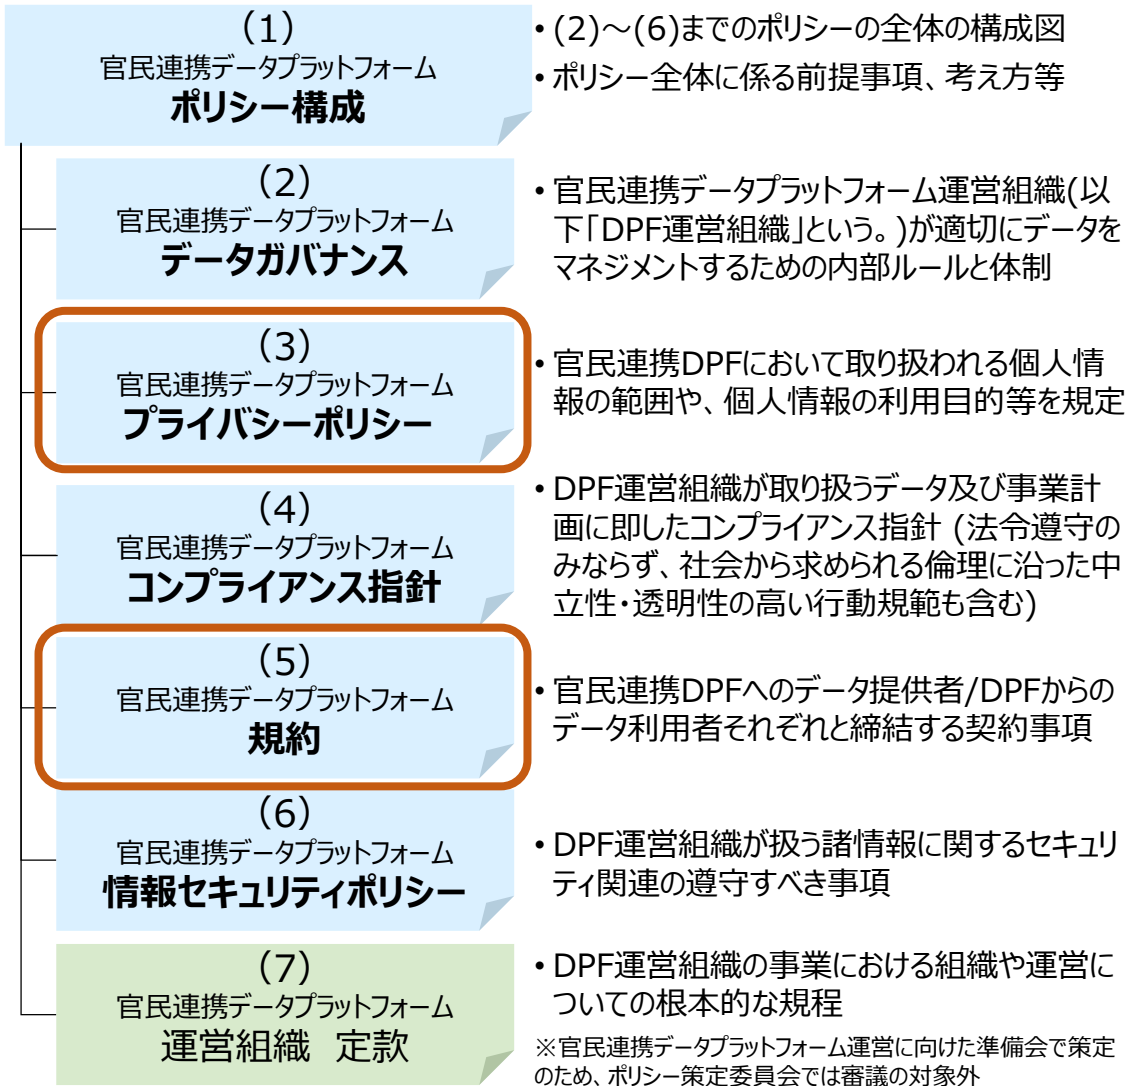 (1)
官民連携データプラットフォーム
ポリシー構成
• (2)～(6)までのポリシーの全体の構成図
• ポリシー全体に係る前提事項、考え方等
(2)
官民連携データプラットフォーム
データガバナンス
• 官民連携データプラットフォーム運営組織(以
下「DPF運営組織」という。)が適切にデータを
マネジメントするための内部ルールと体制
(3)
官民連携データプラットフォーム
プライバシーポリシー
• 官民連携DPFにおいて取り扱われる個人情
報の範囲や、個人情報の利用目的等を規定
(4)
官民連携データプラットフォーム
コンプライアンス指針
• DPF運営組織が取り扱うデータ及び事業計
画に即したコンプライアンス指針 (法令遵守の
みならず、社会から求められる倫理に沿った中
立性・透明性の高い行動規範も含む)
(5)
官民連携データプラットフォーム
規約
• 官民連携DPFへのデータ提供者/DPFからの
データ利用者それぞれと締結する契約事項
(6)
官民連携データプラットフォーム
情報セキュリティポリシー
• DPF運営組織が扱う諸情報に関するセキュリ
ティ関連の遵守すべき事項
(7)
官民連携データプラットフォーム
運営組織　定款
• DPF運営組織の事業における組織や運営に
ついての根本的な規程
※官民連携データプラットフォーム運営に向けた準備会で策定
のため、ポリシー策定委員会では審議の対象外